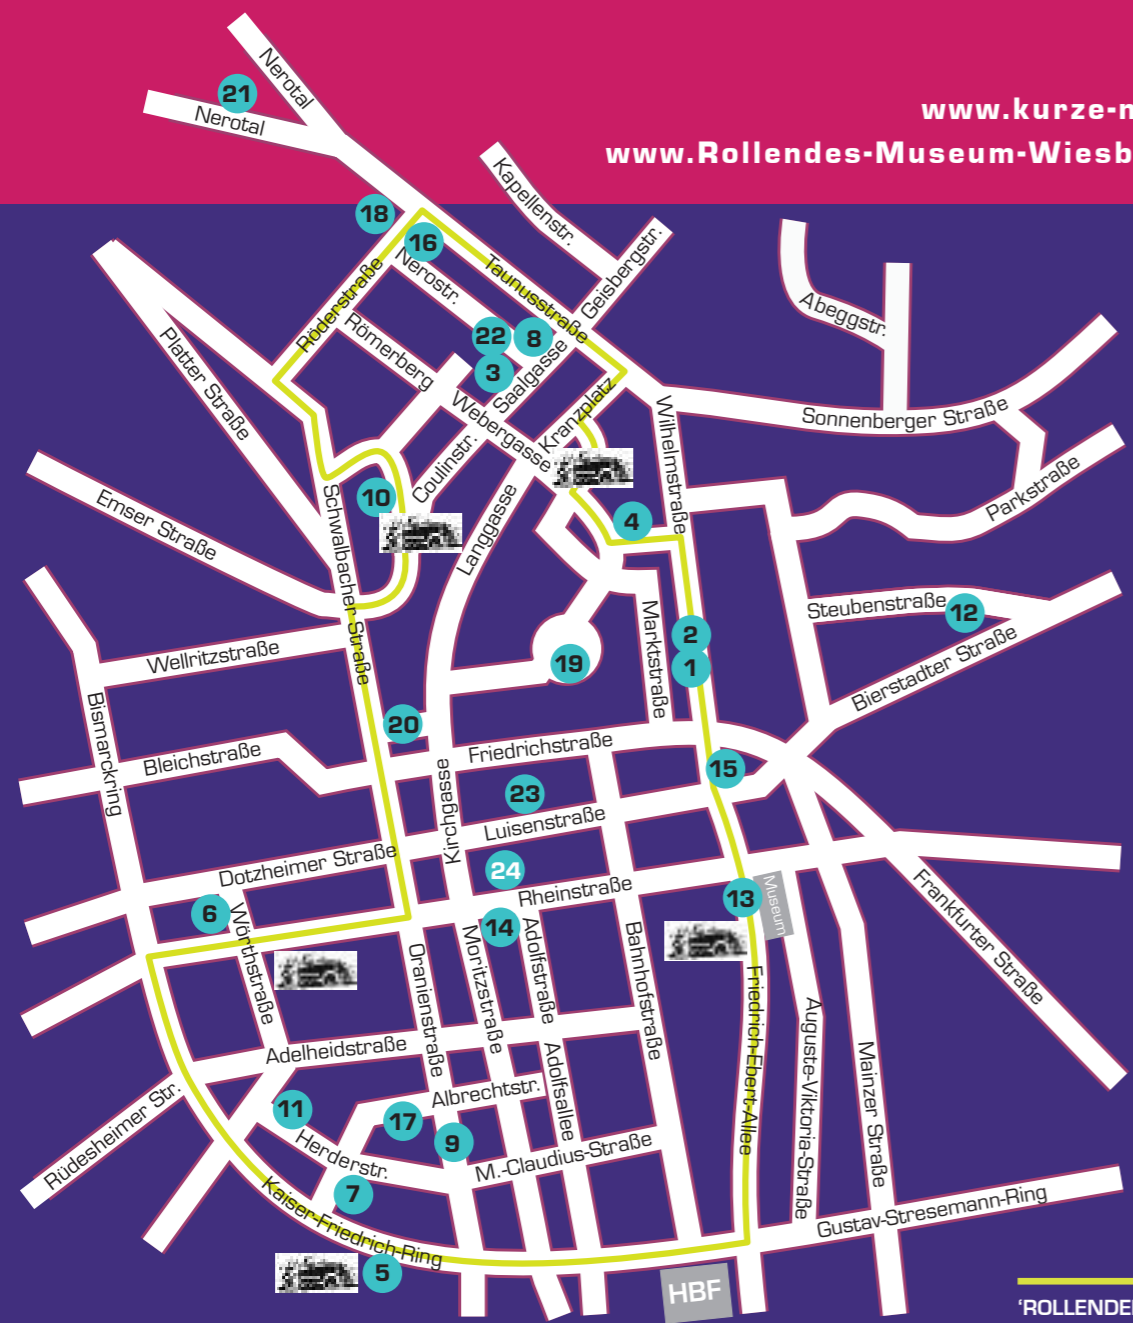 Nerotal
21
Nerotal
www.kurze-n
www.Rollendes-Museum-Wiesb
Kapellenstr.
18
16
Geisbergstr.
Taunusstraße
Nerostr.
Röderstraße
Abeggstr.
Römerberg
22
8
3
Saalgasse
Platter Straße
Kranzplatz
Webergasse
Wilhelmstraße
Sonnenberger Straße
Coulinstr.
Parkstraße
Emser Straße
10
Schwalbacher Straße
Langgasse
4
Marktstraße
Steubenstraße
12
2
1
Wellritzstraße
19
Bierstadter Straße
Bismarckring
20
Bleichstraße
Friedrichstraße
15
23
Kirchgasse
Luisenstraße
Dotzheimer Straße
24
Rheinstraße
13
Museum
Frankfurter Straße
6
Wörthstraße
14
Oranienstraße
Moritzstraße
Adolfstraße
Bahnhofstraße
Friedrich-Ebert-Allee
Auguste-Viktoria-Straße
Mainzer Straße
Adelheidstraße
Adolfsallee
Rüdesheimer Str.
11
Albrechtstr.
17
9
Herderstr.
M.-Claudius-Straße
7
Kaiser-Friedrich-Ring
Gustav-Stresemann-Ring
5
HBF
‘ROLLENDE